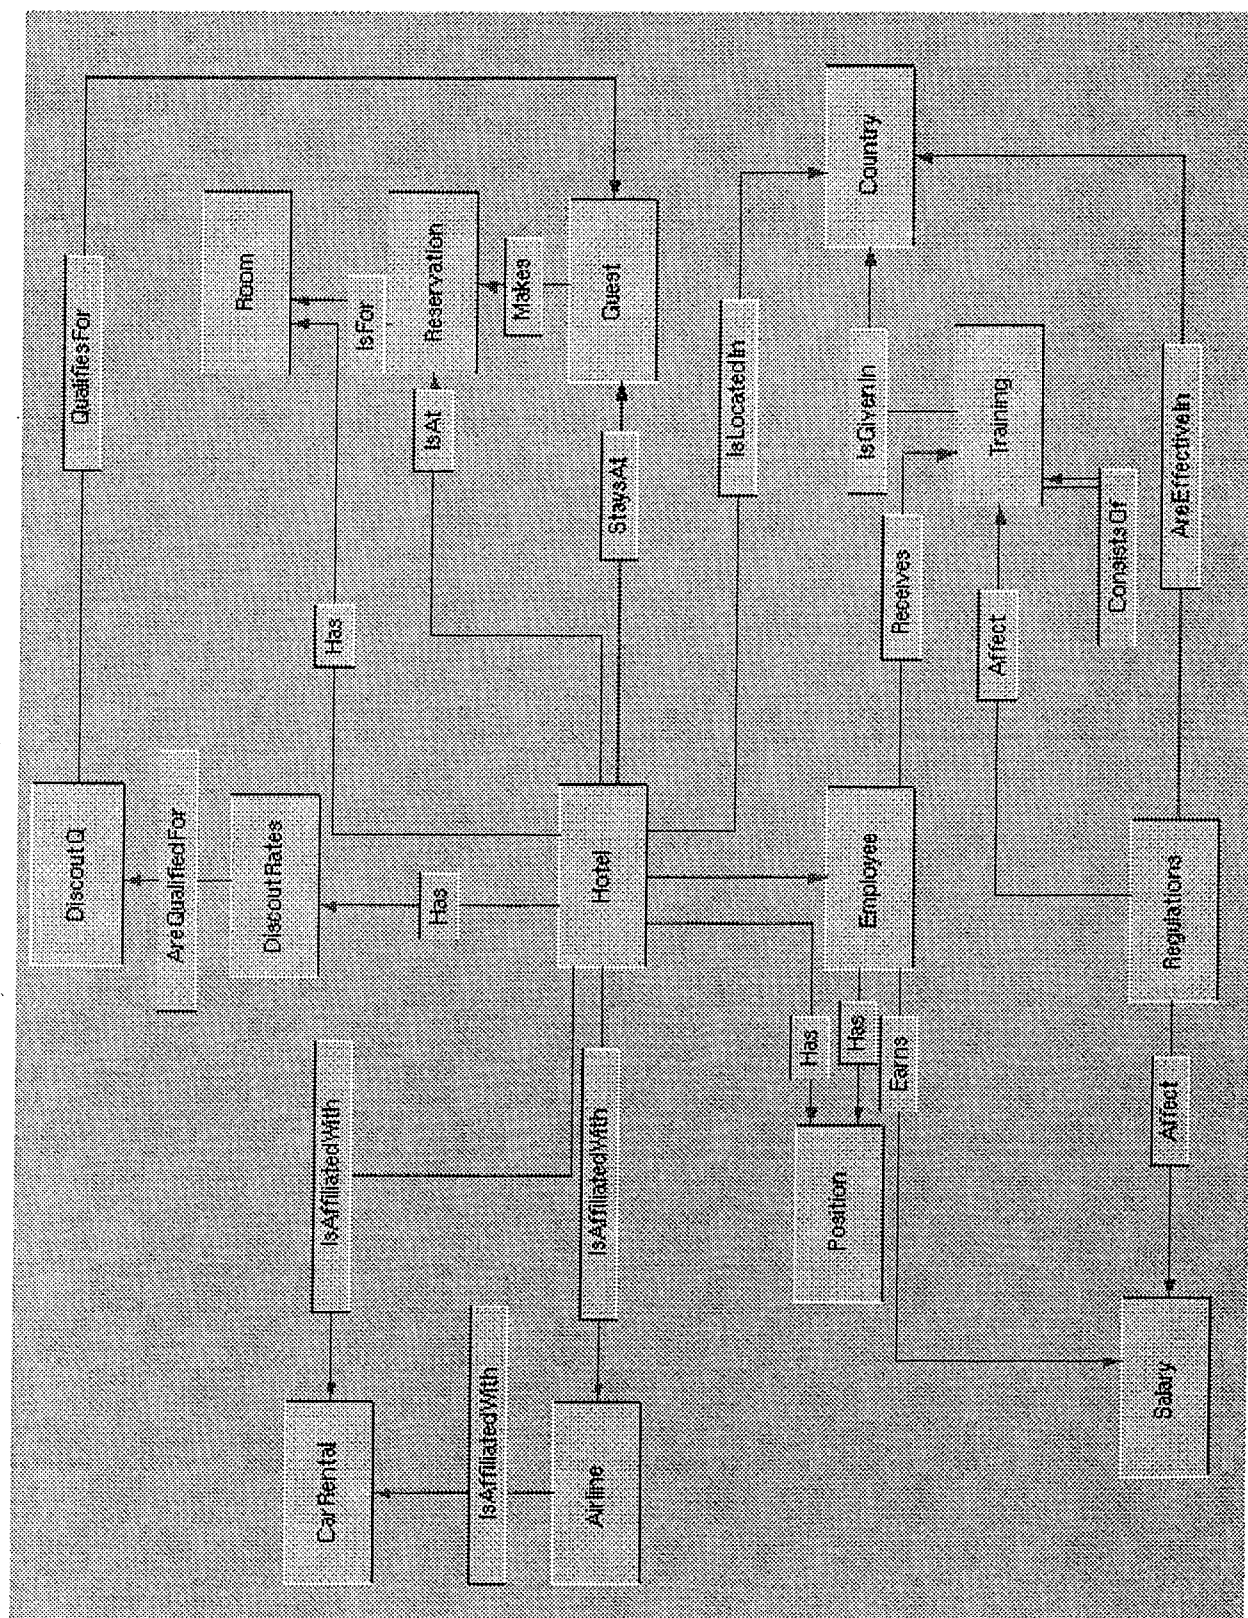 DiscoutQ
QualifiesFor
AreQualifiedFor
DiscoutRates
Room
CarRental
IsAffiliatedWith
Has
IsFor
Has
IsAt
Reservation
IsAffiliatedWith
Makes
Airline
IsAffiliatedWith
Hotel
StaysAt
Guest
IsLocatedIn
Has
Position
Has
Employee
IsGivenIn
Country
Earns
Receives
Affect
Training
ConsistsOf
Salary
Affect
Regulations
AreEffectiveIn